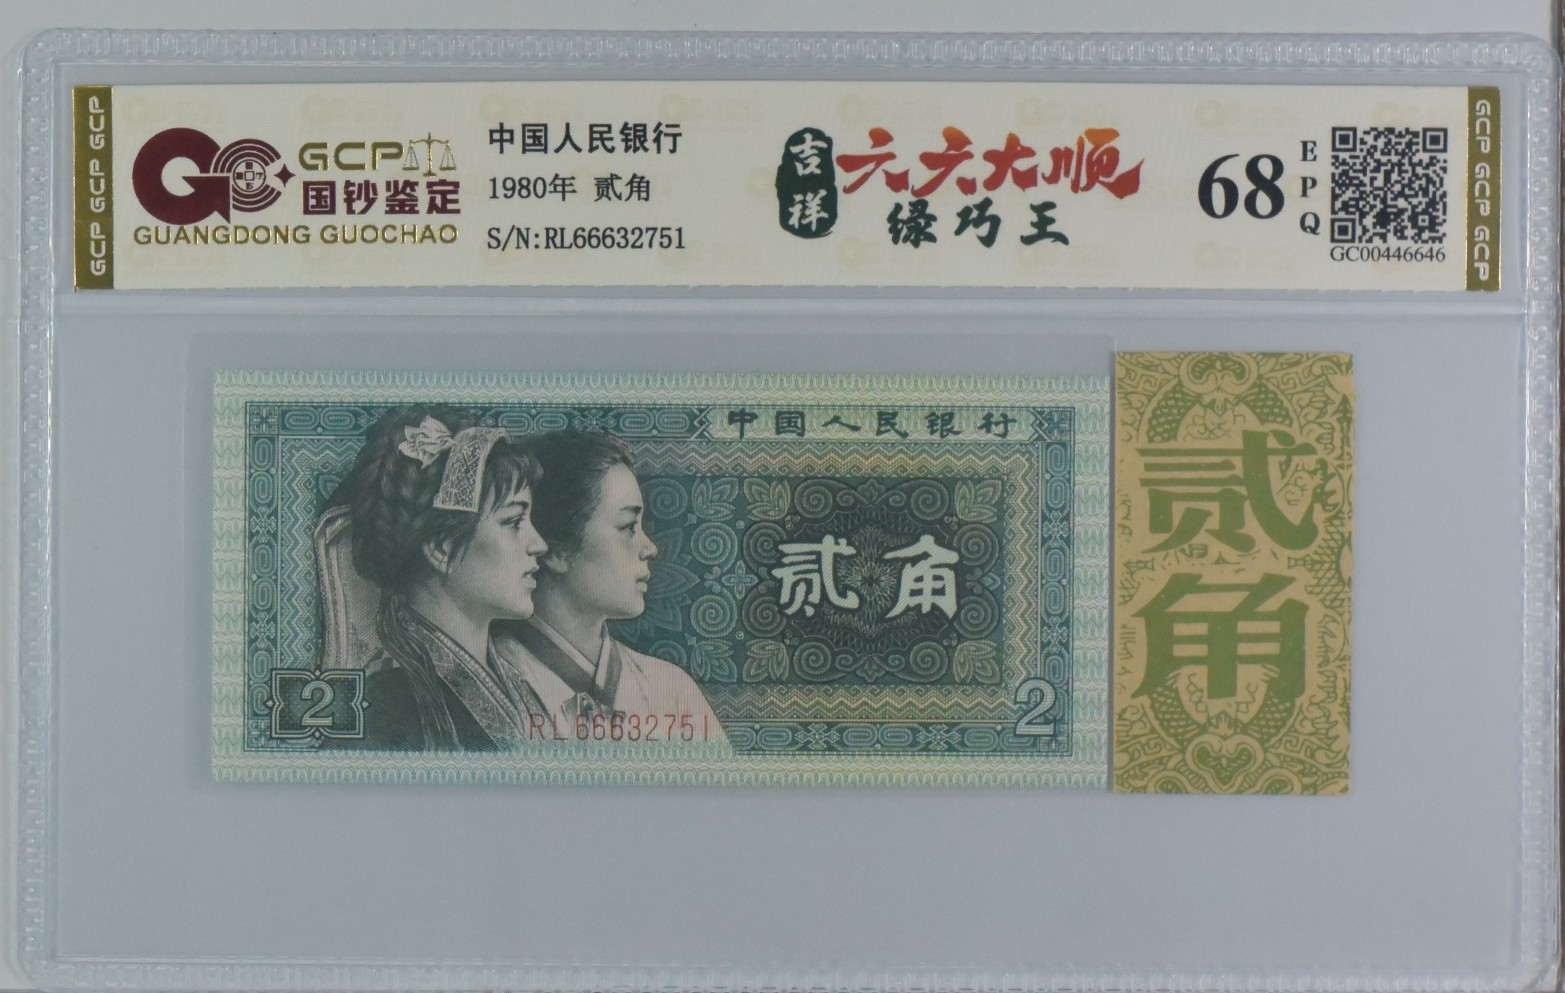 GCP GCP GCP
GCP
国钞鉴定
GUANGDONG GUOCHAO
中国人民银行
1980年 贰角
S/N:RL66632751
吉祥
六六大顺
缘巧王
68
EPQ
GC00446646
GCP GCP GCP
中国人民银行
贰角
2
RL66632751
2
贰角